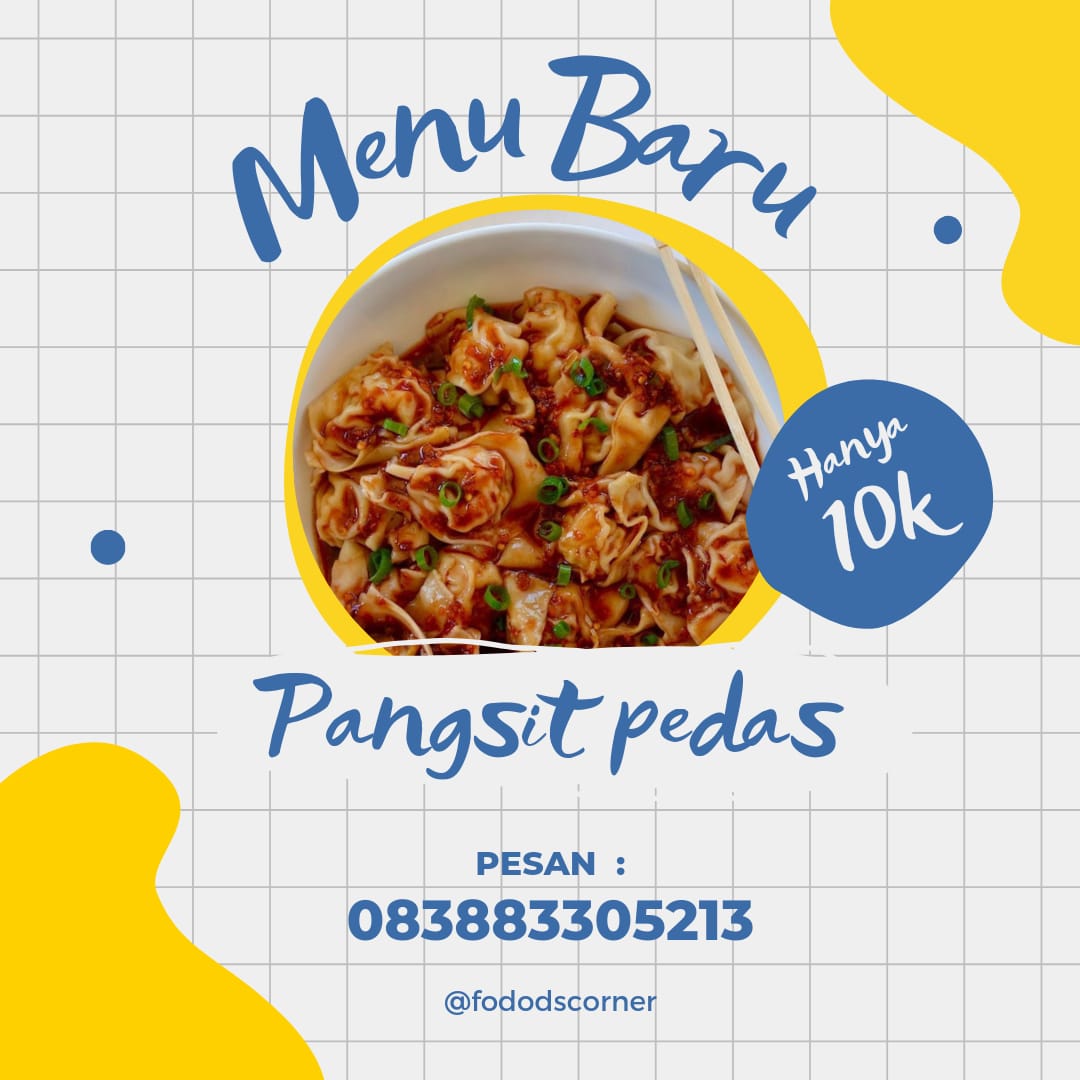 Menu Baru
Hanya
10k
Pangsit pedas
PESAN :
083883305213
@fododscorner